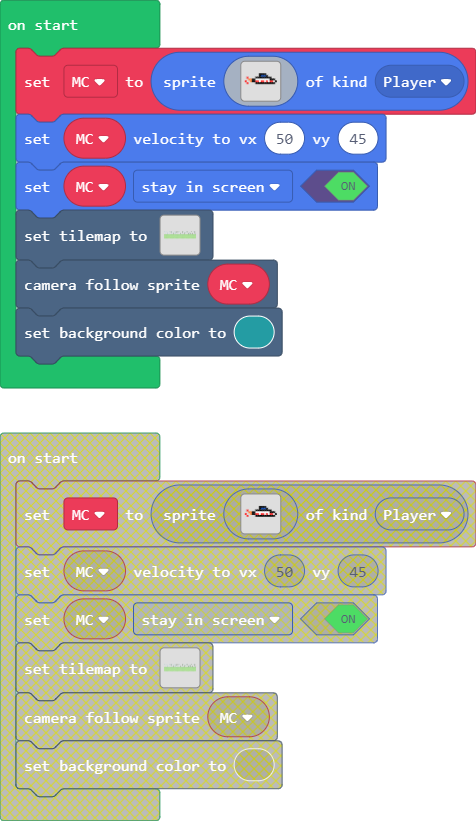 on start
set MC to sprite of kind Player
set MC velocity to vx 50 vy 45
set MC stay in screen ON
set tilemap to
camera follow sprite MC
set background color to
on start
set MC to sprite of kind Player
set MC velocity to vx 50 vy 45
set MC stay in screen ON
set tilemap to
camera follow sprite MC
set background color to